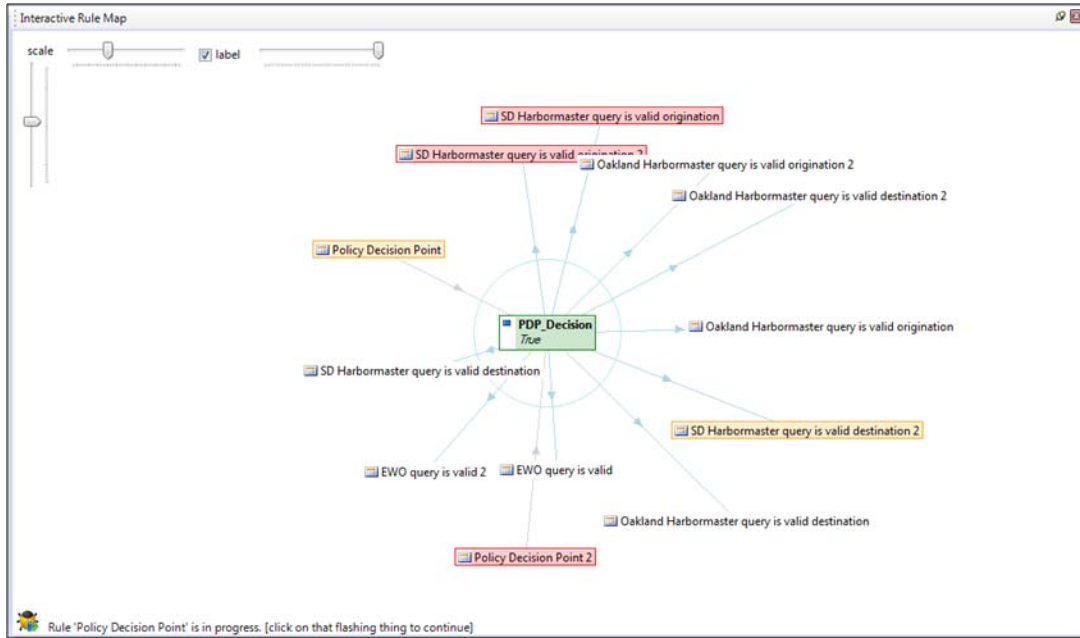 Interactive Rule Map
scale
label
SD Harbormaster query is valid origination
SD Harbormaster query is valid origination 2
Oakland Harbormaster query is valid origination 2
Oakland Harbormaster query is valid destination 2
Policy Decision Point
PDP_Decision
True
Oakland Harbormaster query is valid origination
SD Harbormaster query is valid destination
SD Harbormaster query is valid destination 2
EWO query is valid 2
EWO query is valid
Oakland Harbormaster query is valid destination
Policy Decision Point 2
Rule 'Policy Decision Point' is in progress. [click on that flashing thing to continue]